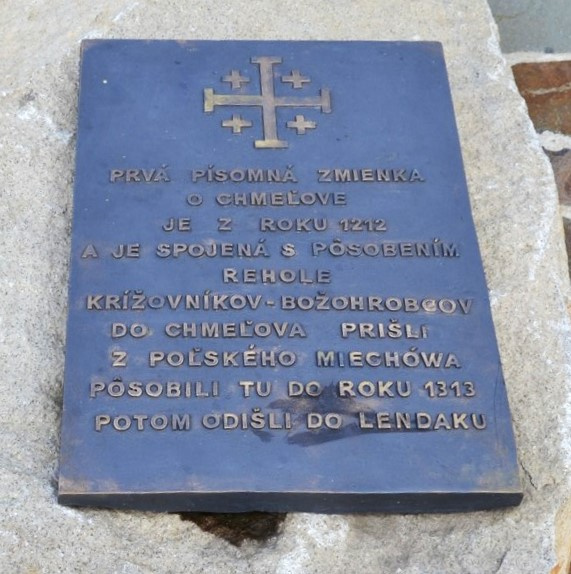 PRVÁ PÍSOMNÁ ZMIENKA
O CHMEĽOVE
JE Z ROKU 1212
A JE SPOJENÁ S PÔSOBENÍM
REHOLE
KRÍŽOVNÍKOV-BOŽOHROBCOV
DO CHMEĽOVA PRIŠLI
Z POĽSKÉHO MIECHÓWA
PÔSOBILI TU DO ROKU 1313
POTOM ODIŠLI DO LENDAKU